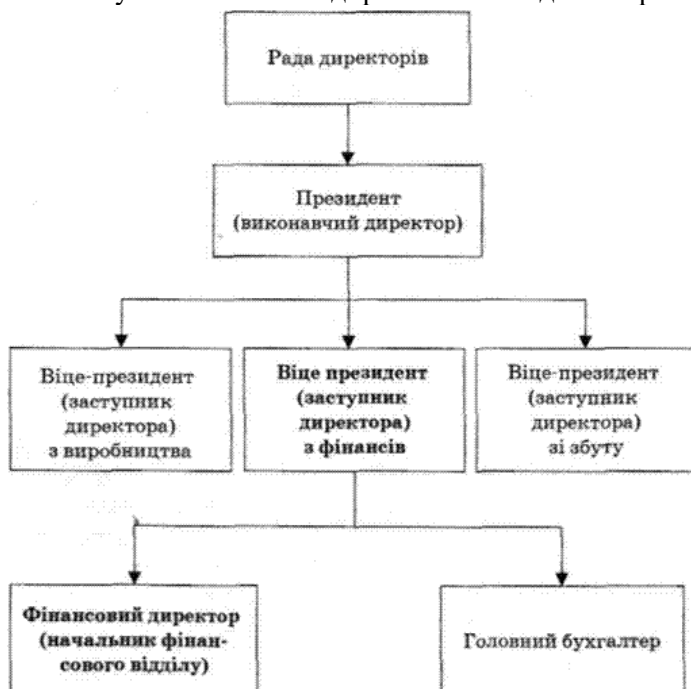 Рада директорів
Президент
(виконавчий директор)
Віце-президент
(заступник
директора)
з виробництва
Віце президент
(заступник
директора)
з фінансів
Віце-президент
(заступник
директора)
зі збуту
Фінансовий директор
(начальник фінан-
сового відділу)
Головний бухгалтер